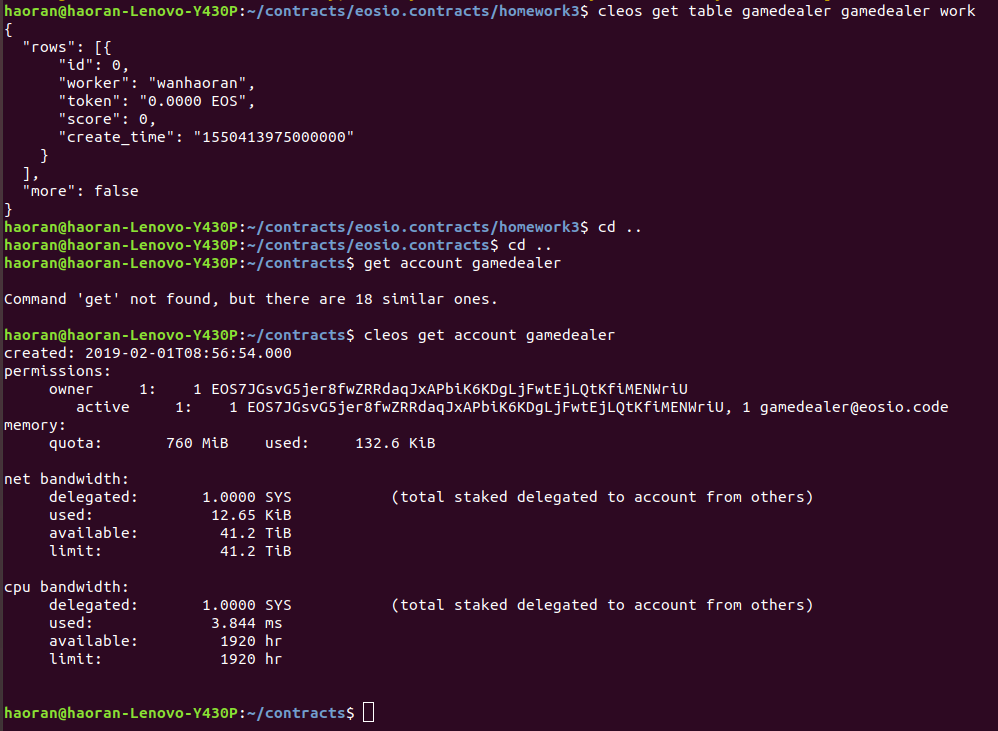 haoran@haoran-Lenovo-Y430P:~/contracts/eosio.contracts/homework3$ cleos get table gamedealer gamedealer work
{
  "rows": [{
      "id": 0,
      "worker": "wanhaoran",
      "token": "0.0000 EOS",
      "score": 0,
      "create_time": "1550413975000000"
    }
  ],
  "more": false
}
haoran@haoran-Lenovo-Y430P:~/contracts/eosio.contracts/homework3$ cd ..
haoran@haoran-Lenovo-Y430P:~/contracts/eosio.contracts$ cd ..
haoran@haoran-Lenovo-Y430P:~/contracts$ get account gamedealer

Command 'get' not found, but there are 18 similar ones.

haoran@haoran-Lenovo-Y430P:~/contracts$ cleos get account gamedealer
created: 2019-02-01T08:56:54.000
permissions:
     owner     1:    1 EOS7JGsvG5jer8fwZRRdaqJxAPbiK6KDgLjFwtEjLQtKfiMENWriU
        active     1:    1 EOS7JGsvG5jer8fwZRRdaqJxAPbiK6KDgLjFwtEjLQtKfiMENWriU, 1 gamedealer@eosio.code
memory:
     quota:       760 MiB    used:     132.6 KiB

net bandwidth:
     delegated:       1.0000 SYS           (total staked delegated to account from others)
     used:             12.65 KiB
     available:         41.2 TiB
     limit:             41.2 TiB

cpu bandwidth:
     delegated:       1.0000 SYS           (total staked delegated to account from others)
     used:             3.844 ms
     available:         1920 hr
     limit:             1920 hr

haoran@haoran-Lenovo-Y430P:~/contracts$